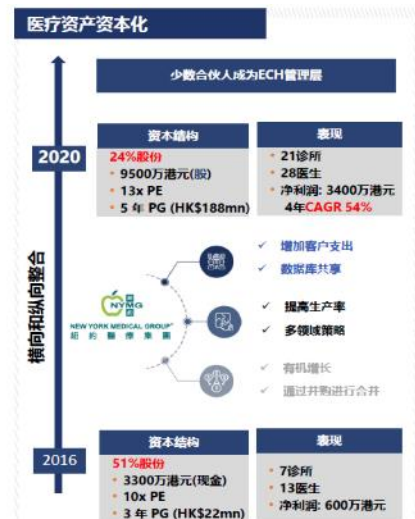 医疗资产资本化
少数合伙人成为ECH管理层
2020
资本结构
24%股份
• 9500万港元(股)
• 13x PE
• 5 年 PG (HK$188mn)
表现
• 21诊所
• 28医生
• 净利润: 3400万港元
4年CAGR 54%
横向和纵向整合
✓ 增加客户支出
✓ 数据库共享
NYMG
NEW YORK MEDICAL GROUP
紐約醫療集團
✓ 提高生产率
✓ 多领域策略
✓ 有机增长
✓ 通过并购进行合并
2016
资本结构
51%股份
• 3300万港元(现金)
• 10x PE
• 3 年 PG (HK$22mn)
表现
• 7诊所
• 13医生
• 净利润: 600万港元